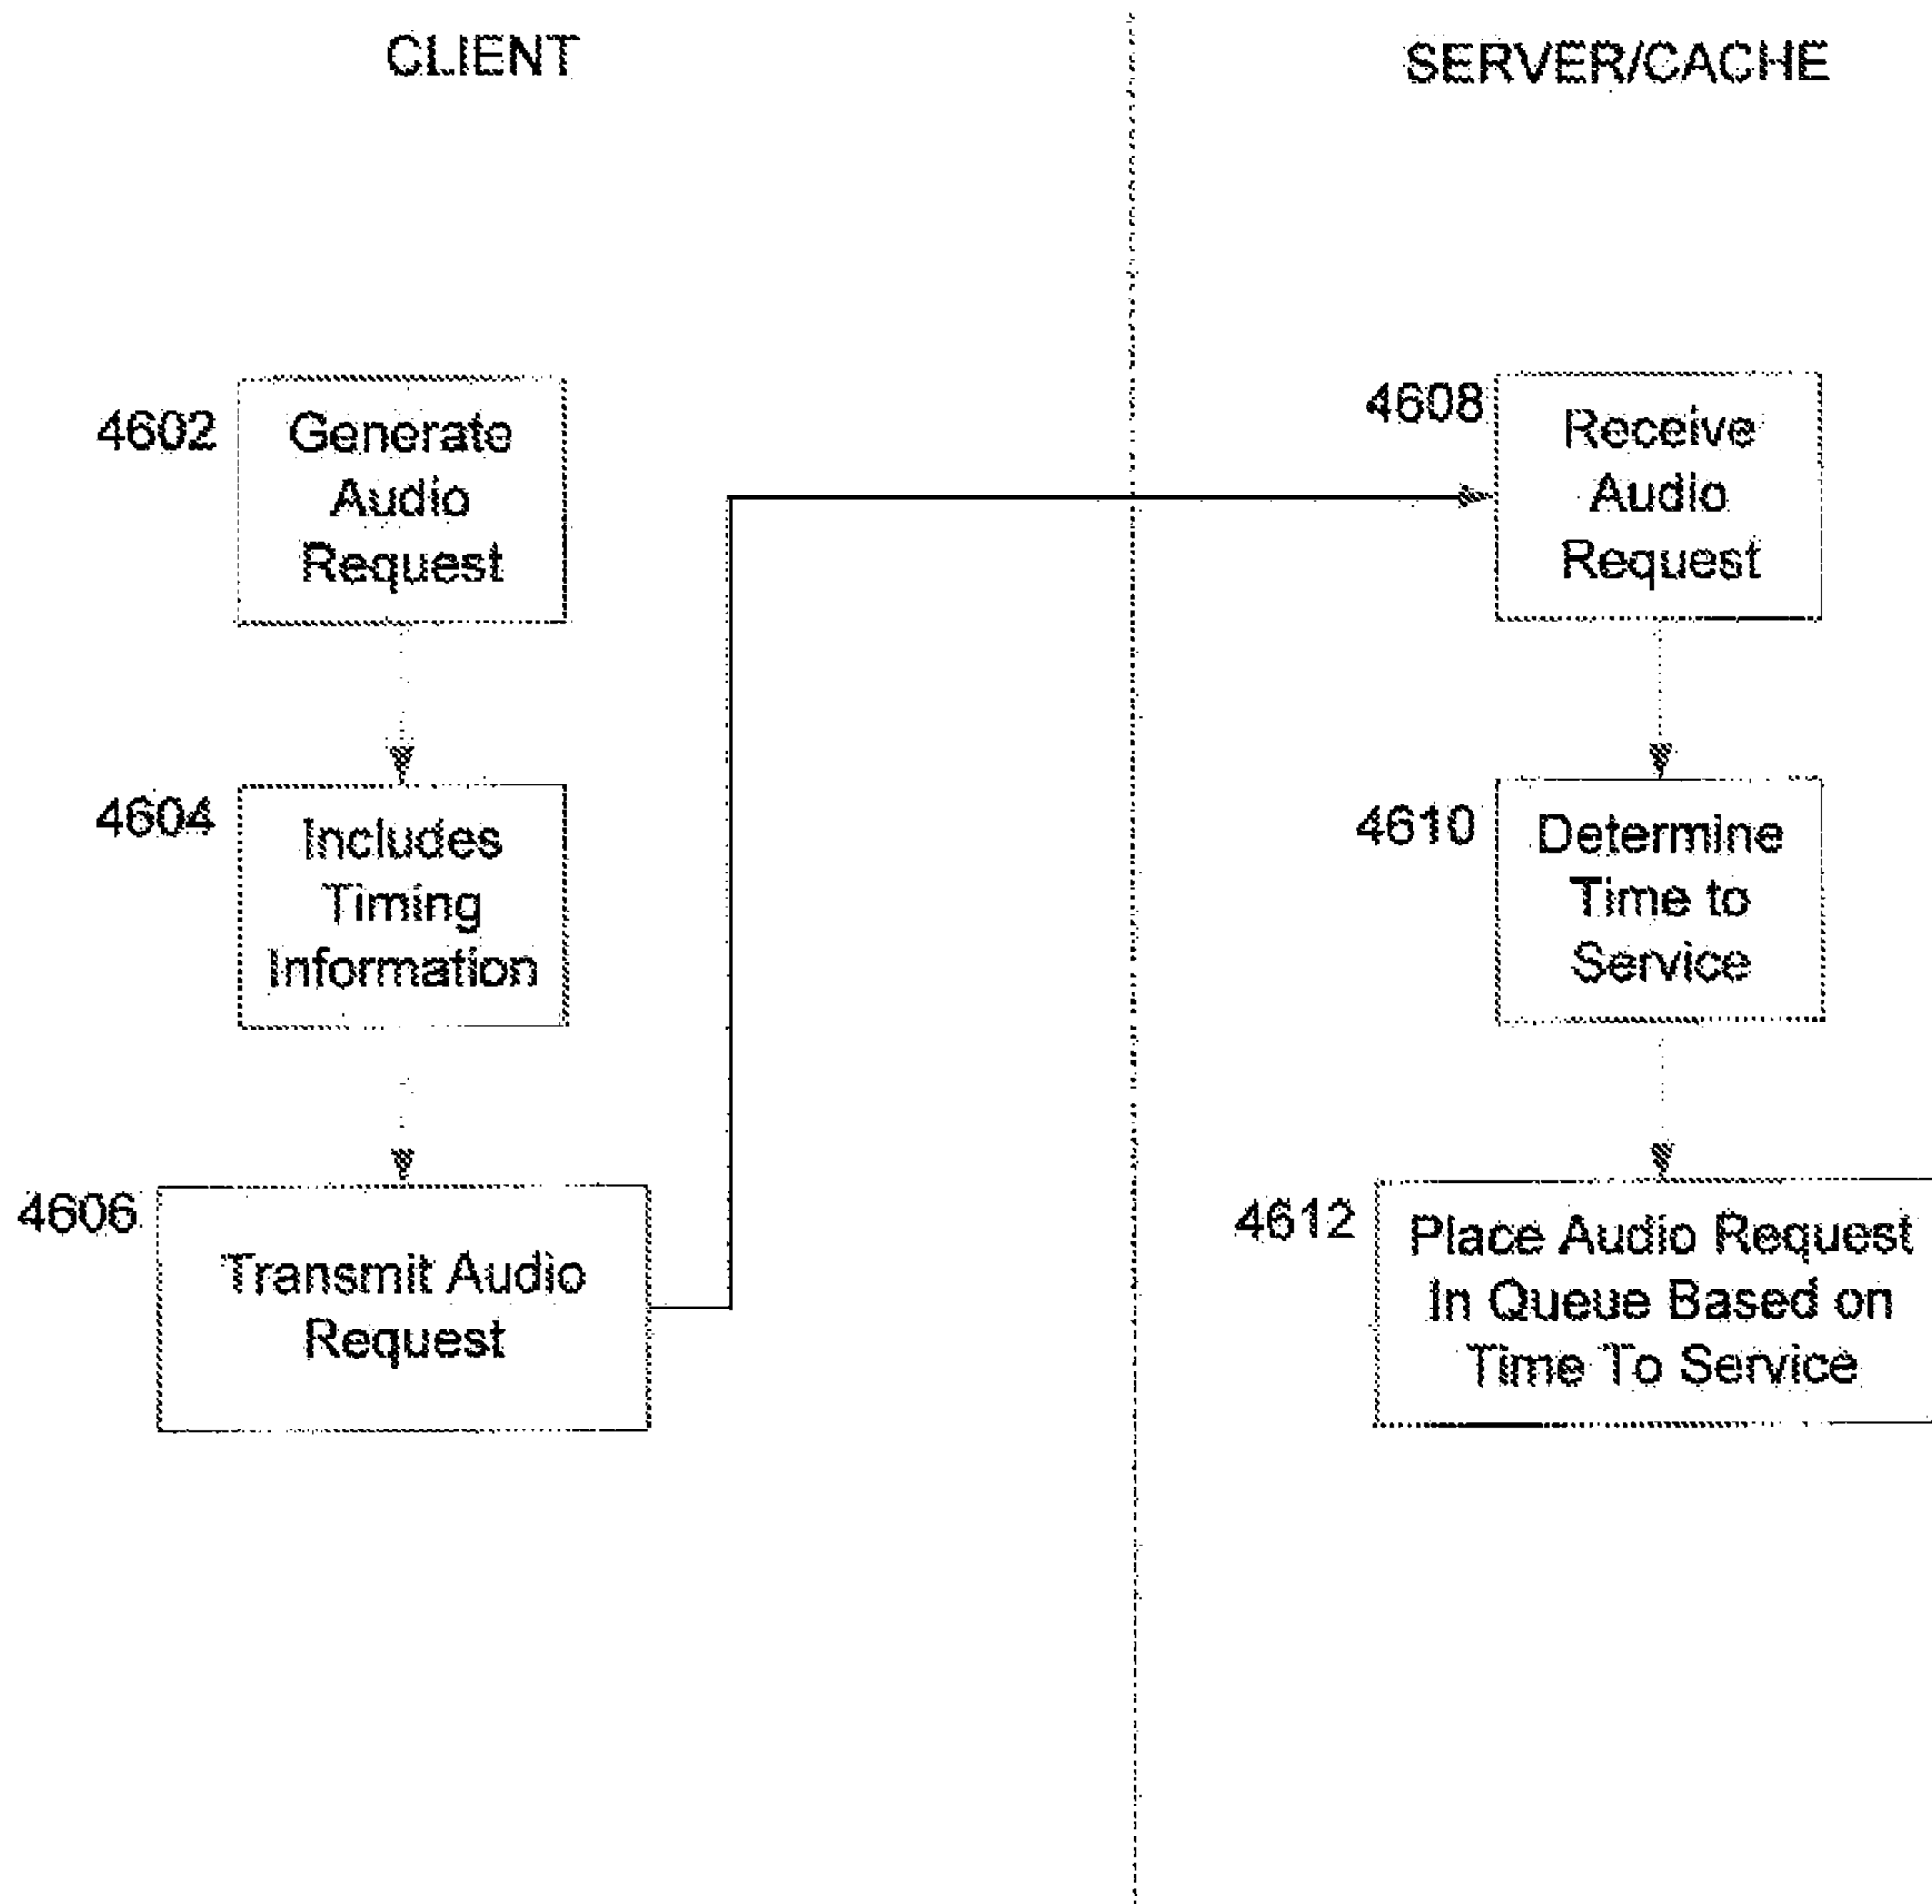 CLIENT
SERVER/CACHE
4602
Generate
Audio
Request
4604
Includes
Timing
Information
4606
Transmit Audio
Request
4608
Receive
Audio
Request
4610
Determine
Time to
Service
4612
Place Audio Request
In Queue Based on
Time To Service